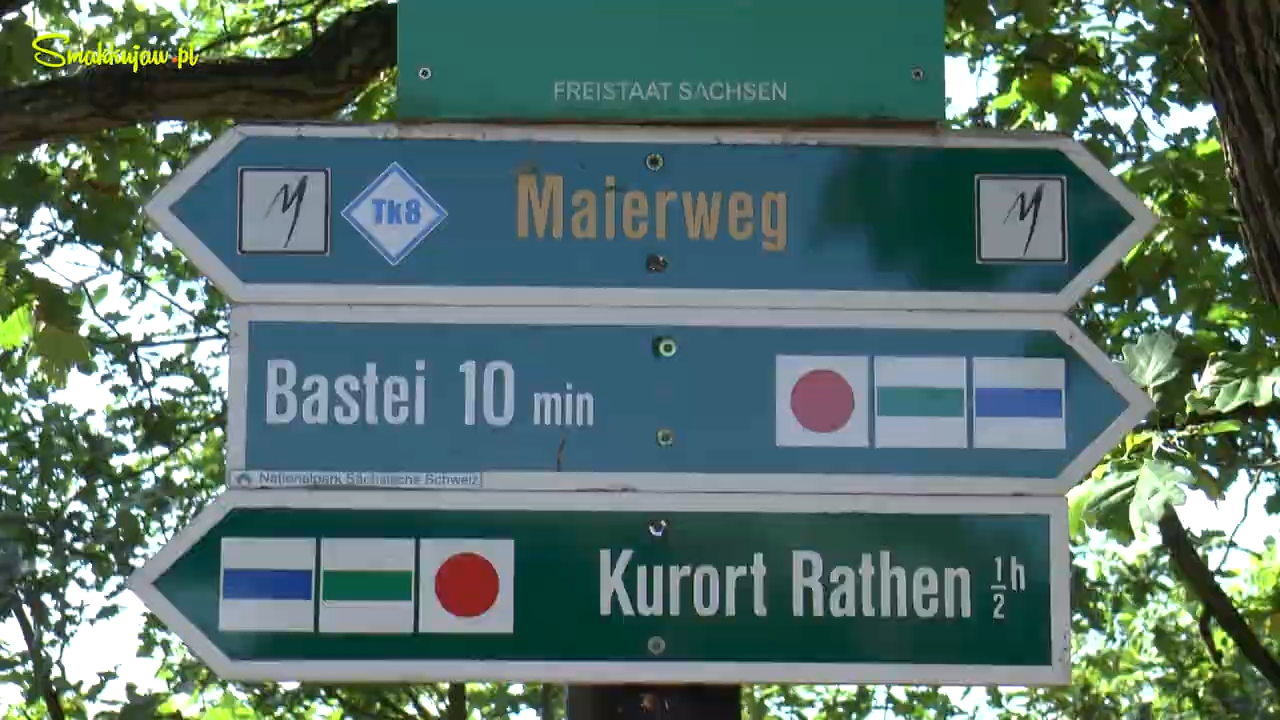 Smakkujaw.pl
FREISTAAT SACHSEN
M Tk8 Maierweg M
Bastei 10 min
Nationalpark Sächsische Schweiz
Kurort Rathen 1/2 h